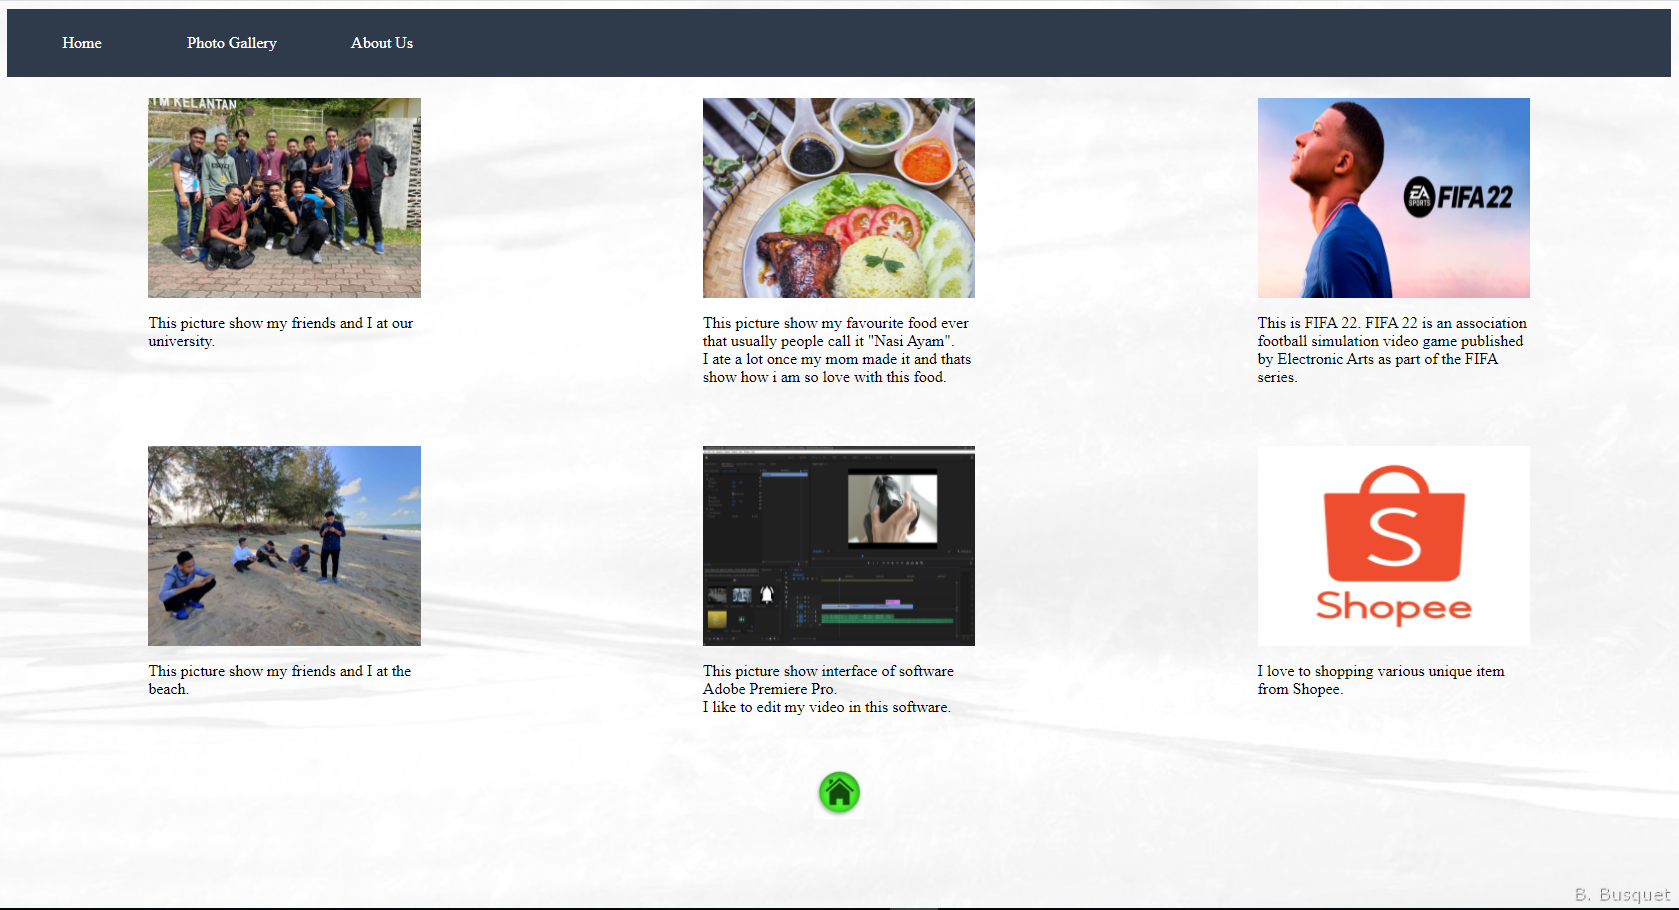 Home Photo Gallery About Us
TM KELANTAN
EA
SPORTS
FIFA 22
This picture show my friends and I at our
university.
This picture show my favourite food ever
that usually people call it "Nasi Ayam".
I ate a lot once my mom made it and thats
show how i am so love with this food.
This is FIFA 22. FIFA 22 is an association
football simulation video game published
by Electronic Arts as part of the FIFA
series.
S
Shopee
This picture show my friends and I at the
beach.
This picture show interface of software
Adobe Premiere Pro.
I like to edit my video in this software.
I love to shopping various unique item
from Shopee.
B. Busquet